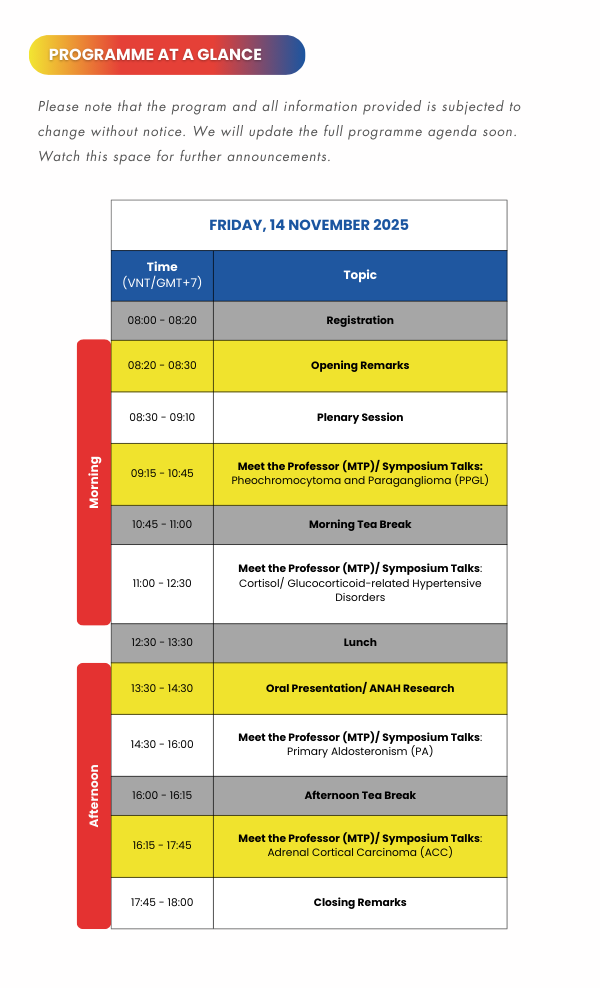 PROGRAMME AT A GLANCE
Please note that the program and all information provided is subjected to
change without notice. We will update the full programme agenda soon.
Watch this space for further announcements.
FRIDAY, 14 NOVEMBER 2025
Time
(VNT/GMT+7)
Topic
08:00 - 08:20
Registration
Morning
08:20 - 08:30
Opening Remarks
08:30 - 09:10
Plenary Session
09:15 - 10:45
Meet the Professor (MTP)/ Symposium Talks:
Pheochromocytoma and Paraganglioma (PPGL)
10:45 - 11:00
Morning Tea Break
11:00 - 12:30
Meet the Professor (MTP)/ Symposium Talks:
Cortisol/ Glucocorticoid-related Hypertensive
Disorders
12:30 - 13:30
Lunch
Afternoon
13:30 - 14:30
Oral Presentation/ ANAH Research
14:30 - 16:00
Meet the Professor (MTP)/ Symposium Talks:
Primary Aldosteronism (PA)
16:00 - 16:15
Afternoon Tea Break
16:15 - 17:45
Meet the Professor (MTP)/ Symposium Talks:
Adrenal Cortical Carcinoma (ACC)
17:45 - 18:00
Closing Remarks